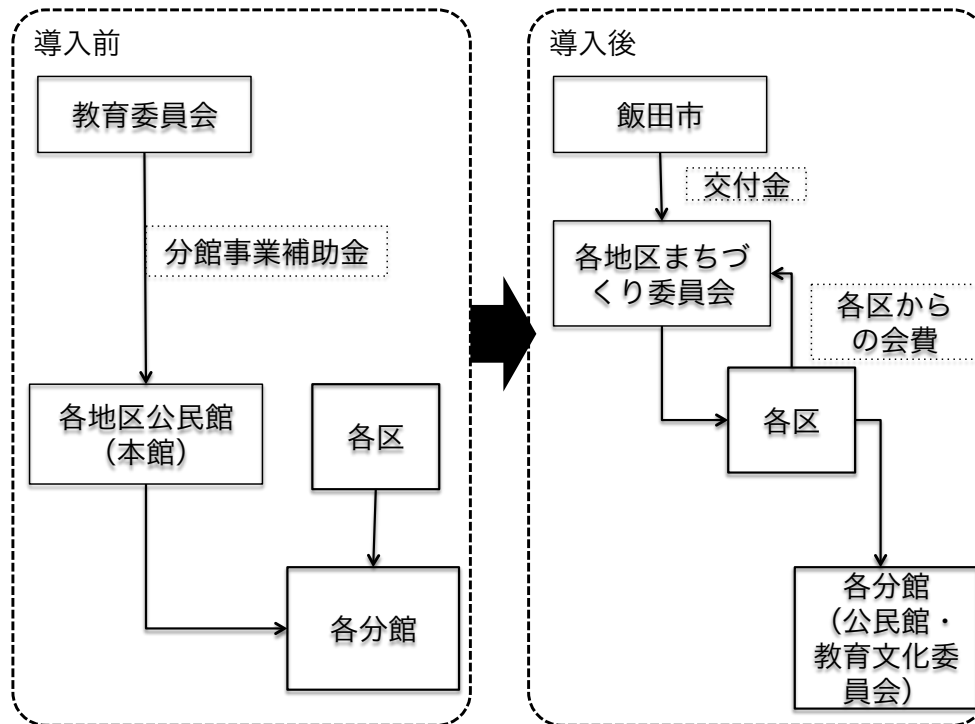 導入前
教育委員会
分館事業補助金
各地区公民館
（本館）
各区
各分館
導入後
飯田市
交付金
各地区まちづ
くり委員会
各区から
の会費
各区
各分館
（公民館・
教育文化委
員会）